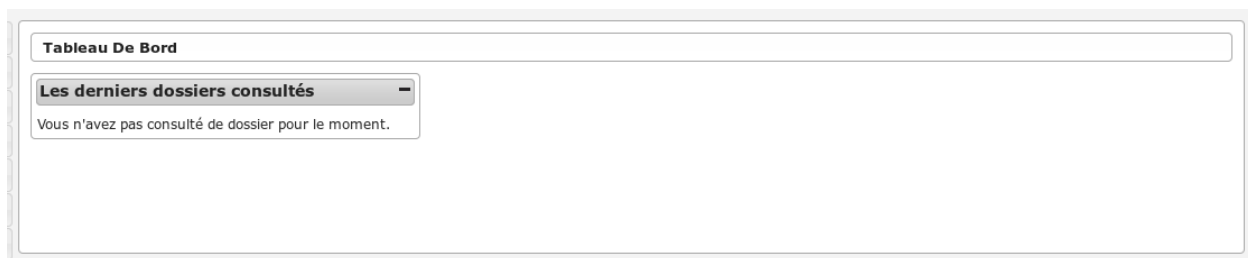 Tableau De Bord
Les derniers dossiers consultés
Vous n'avez pas consulté de dossier pour le moment.